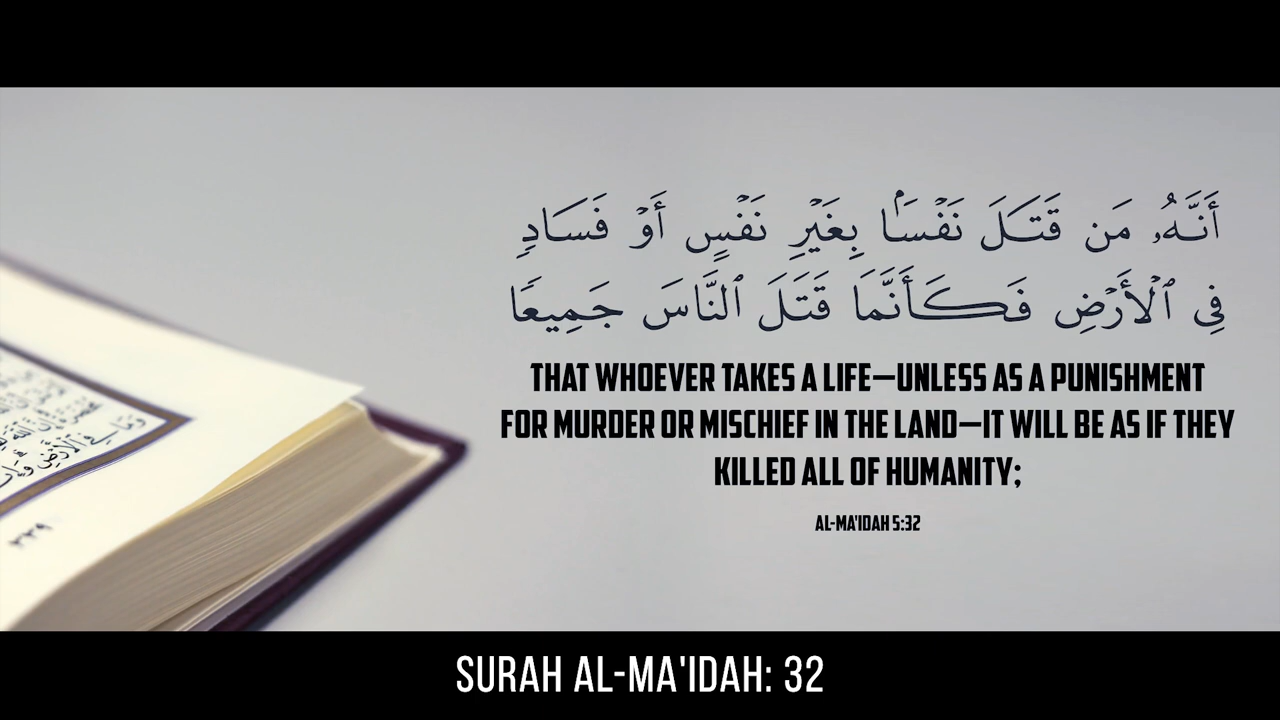 أَنَّهُۥ مَن قَتَلَ نَفْسًۢا بِغَيْرِ نَفْسٍ أَوْ فَسَادٍ
فِي ٱلْأَرْضِ فَكَأَنَّمَا قَتَلَ ٱلنَّاسَ جَمِيعًا
THAT WHOEVER TAKES A LIFE—UNLESS AS A PUNISHMENT
FOR MURDER OR MISCHIEF IN THE LAND—IT WILL BE AS IF THEY
KILLED ALL OF HUMANITY;
AL-MA'IDAH 5:32
٣٣٩
SURAH AL-MA'IDAH: 32